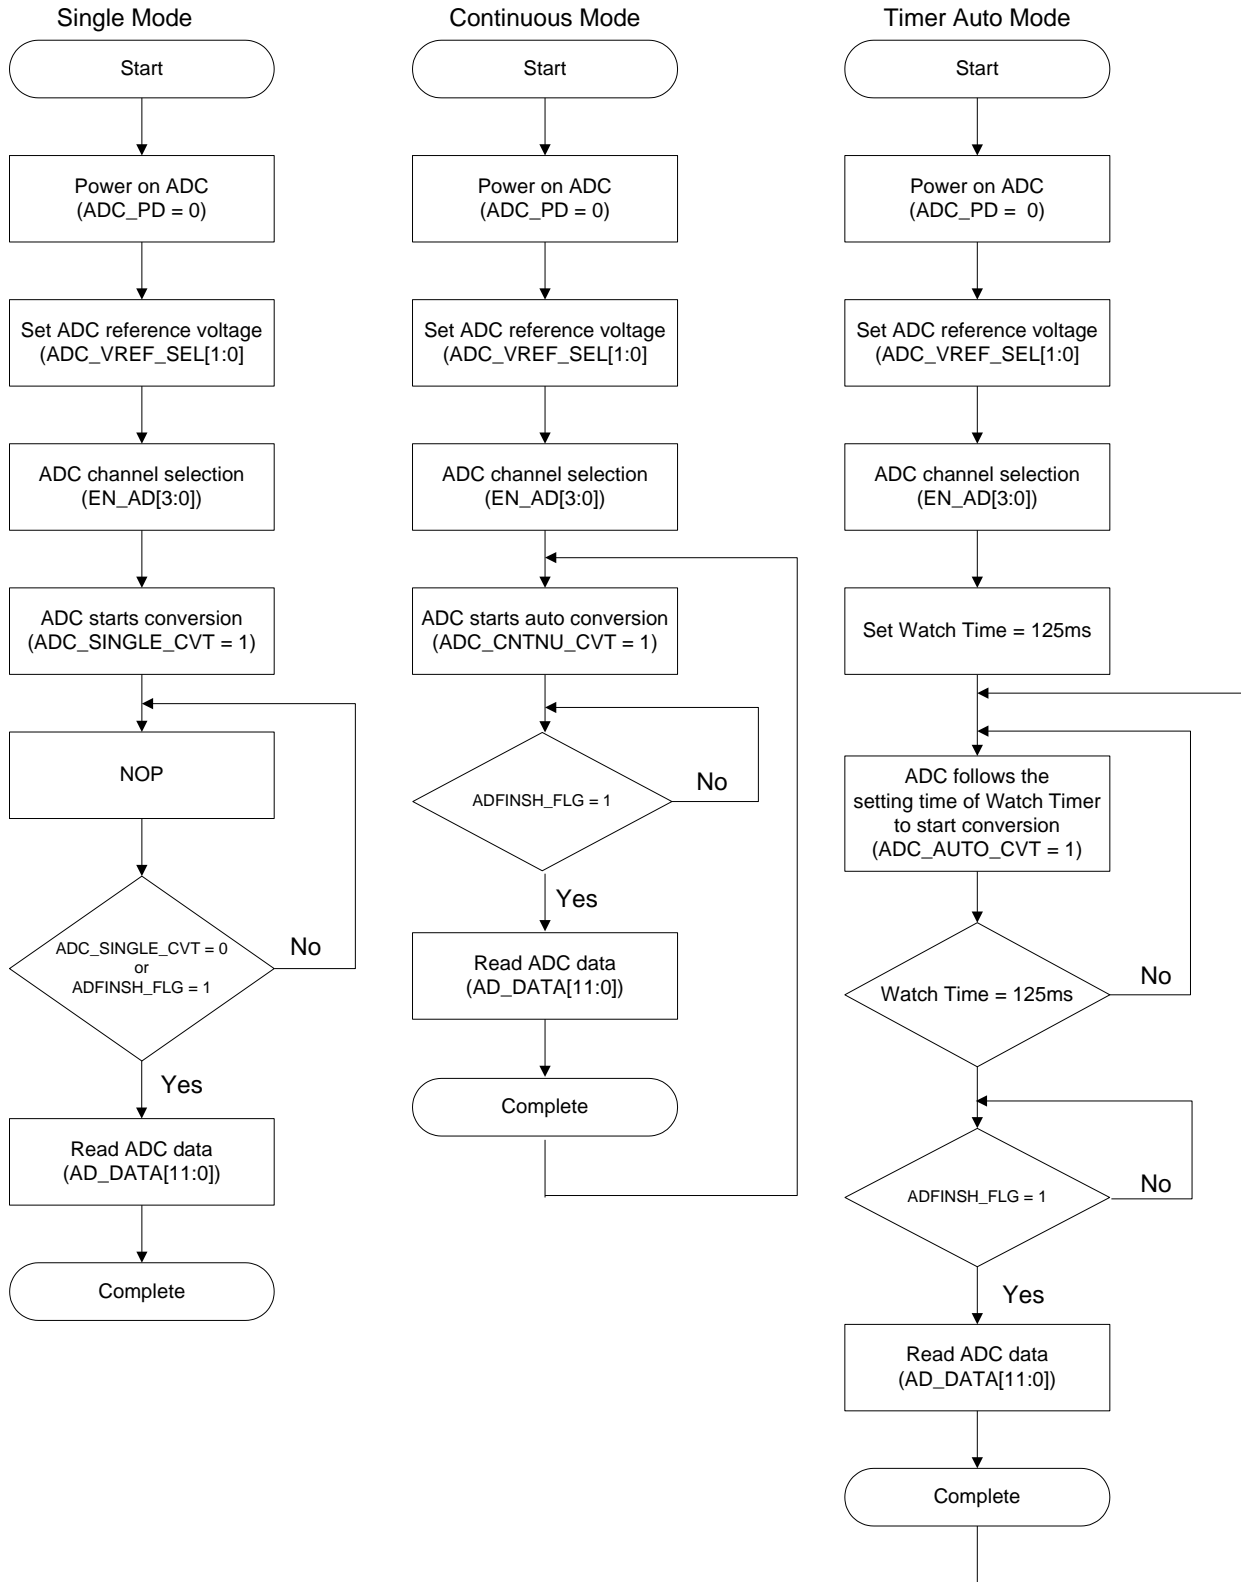 Single Mode
Start
Power on ADC
(ADC_PD = 0)
Set ADC reference voltage
(ADC_VREF_SEL[1:0]
ADC channel selection
(EN_AD[3:0])
ADC starts conversion
(ADC_SINGLE_CVT = 1)
NOP
ADC_SINGLE_CVT = 0
or
ADFINSH_FLG = 1
No
Yes
Read ADC data
(AD_DATA[11:0])
Complete
Continuous Mode
Start
Power on ADC
(ADC_PD = 0)
Set ADC reference voltage
(ADC_VREF_SEL[1:0]
ADC channel selection
(EN_AD[3:0])
ADC starts auto conversion
(ADC_CNTNU_CVT = 1)
ADFINSH_FLG = 1
No
Yes
Read ADC data
(AD_DATA[11:0])
Complete
Timer Auto Mode
Start
Power on ADC
(ADC_PD =  0)
Set ADC reference voltage
(ADC_VREF_SEL[1:0]
ADC channel selection
(EN_AD[3:0])
Set Watch Time = 125ms
ADC follows the
setting time of Watch Timer
to start conversion
(ADC_AUTO_CVT = 1)
Watch Time = 125ms
No
ADFINSH_FLG = 1
No
Yes
Read ADC data
(AD_DATA[11:0])
Complete